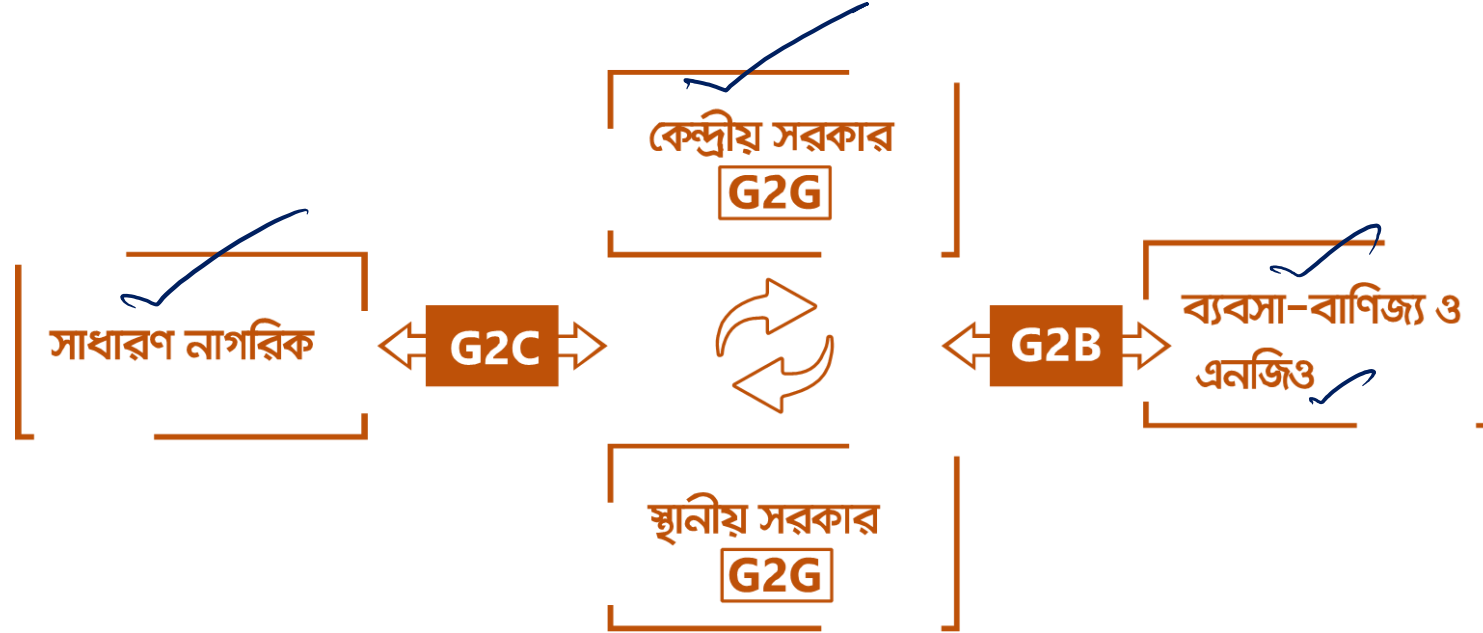 কেন্দ্রীয় সরকার
G2G
সাধারণ নাগরিক
G2C
G2B
ব্যবসা-বাণিজ্য ও
এনজিও
স্থানীয় সরকার
G2G